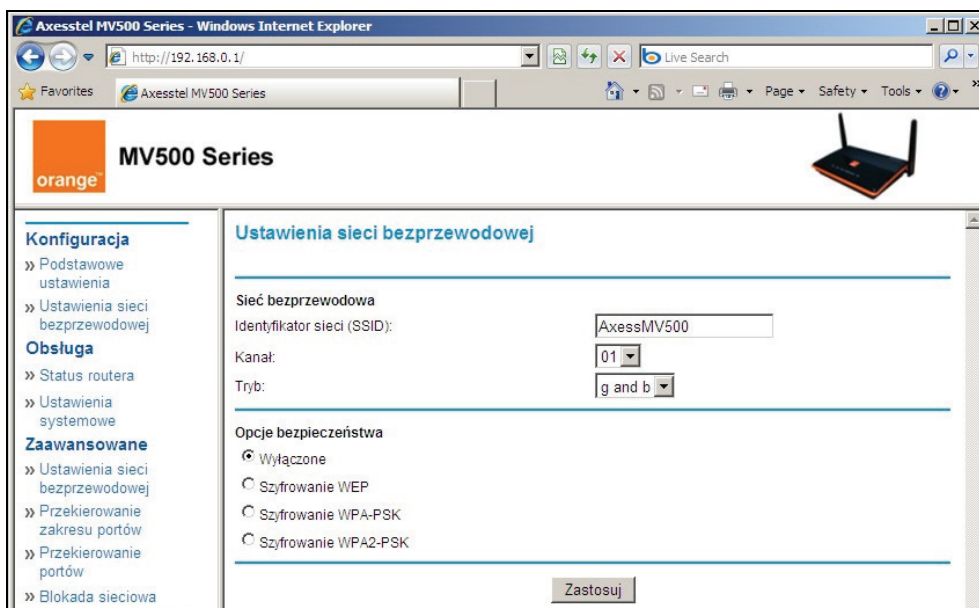 Axesstel MV500 Series - Windows Internet Explorer
http://192.168.0.1/
Live Search
Favorites
Axesstel MV500 Series
Page
Safety
Tools
orange™
MV500 Series
Konfiguracja
» Podstawowe
ustawienia
» Ustawienia sieci
bezprzewodowej
Obsługa
» Status routera
» Ustawienia
systemowe
Zaawansowane
» Ustawienia sieci
bezprzewodowej
» Przekierowanie
zakresu portów
» Przekierowanie
portów
» Blokada sieciowa
Ustawienia sieci bezprzewodowej
Sieć bezprzewodowa
Identyfikator sieci (SSID):
AxessMV500
Kanał:
01
Tryb:
g and b
Opcje bezpieczeństwa
Wyłączone
Szyfrowanie WEP
Szyfrowanie WPA-PSK
Szyfrowanie WPA2-PSK
Zastosuj